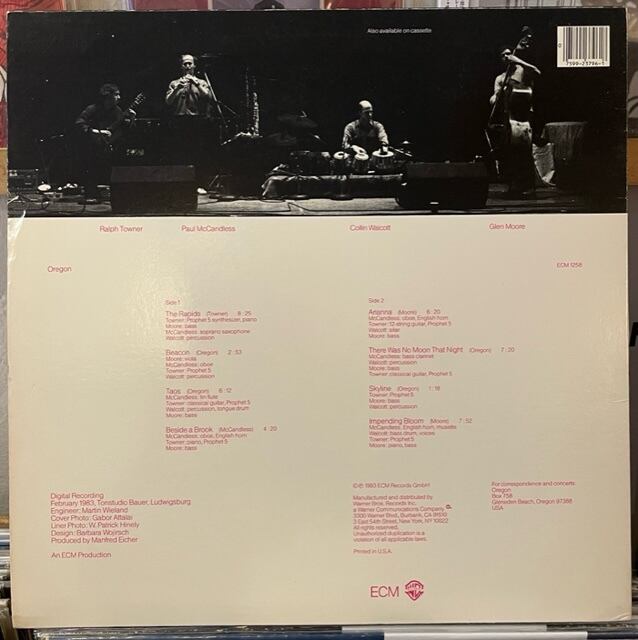 Also available on cassette
0
7599-23796-1
Ralph Towner
Paul McCandless
Collin Walcott
Glen Moore
Oregon
ECM 1258
Side 1
The Rapids (Towner) 8:25
Towner: Prophet 5 synthesizer, piano
Moore: bass
McCandless: soprano saxophone
Walcott: percussion
Beacon (Oregon) 2:53
Moore: viola
McCandless: oboe
Towner: Prophet 5
Walcott: percussion
Taos (Oregon) 6:12
McCandless: tin flute
Towner: classical guitar, Prophet 5
Walcott: percussion, tongue drum
Moore: bass
Beside a Brook (McCandless) 4:20
McCandless: oboe, English horn
Towner: piano, Prophet 5
Moore: bass
Side 2
Arianna (Moore) 6:20
McCandless: oboe, English horn
Towner: 12-string guitar, Prophet 5
Walcott: sitar
Moore: bass
There Was No Moon That Night (Oregon) 7:20
McCandless: bass clarinet
Walcott: percussion
Moore: bass
Towner: classical guitar, Prophet 5
Skyline (Oregon) 1:18
Towner: Prophet 5
Moore: bass
Walcott: percussion
Impending Bloom (Moore) 7:52
McCandless: English horn, musette
Walcott: bass drum, voices
Towner: Prophet 5
Moore: piano, bass
Digital Recording
February 1983, Tonstudio Bauer, Ludwigsburg
Engineer: Martin Wieland
Cover Photo: Gabor Attalai
Liner Photo: W. Patrick Hinely
Design: Barbara Wojirsch
Produced by Manfred Eicher
An ECM Production
©℗ 1983 ECM Records GmbH
Manufactured and distributed by
Warner Bros. Records Inc.
a Warner Communications Company
3300 Warner Blvd., Burbank, CA 91510
3 East 54th Street, New York, NY 10022
All rights reserved.
Unauthorized duplication is a
violation of all applicable laws.
Printed in U.S.A.
For correspondence and concerts:
Oregon
Box 758
Gleneden Beach, Oregon 97388
USA
ECM